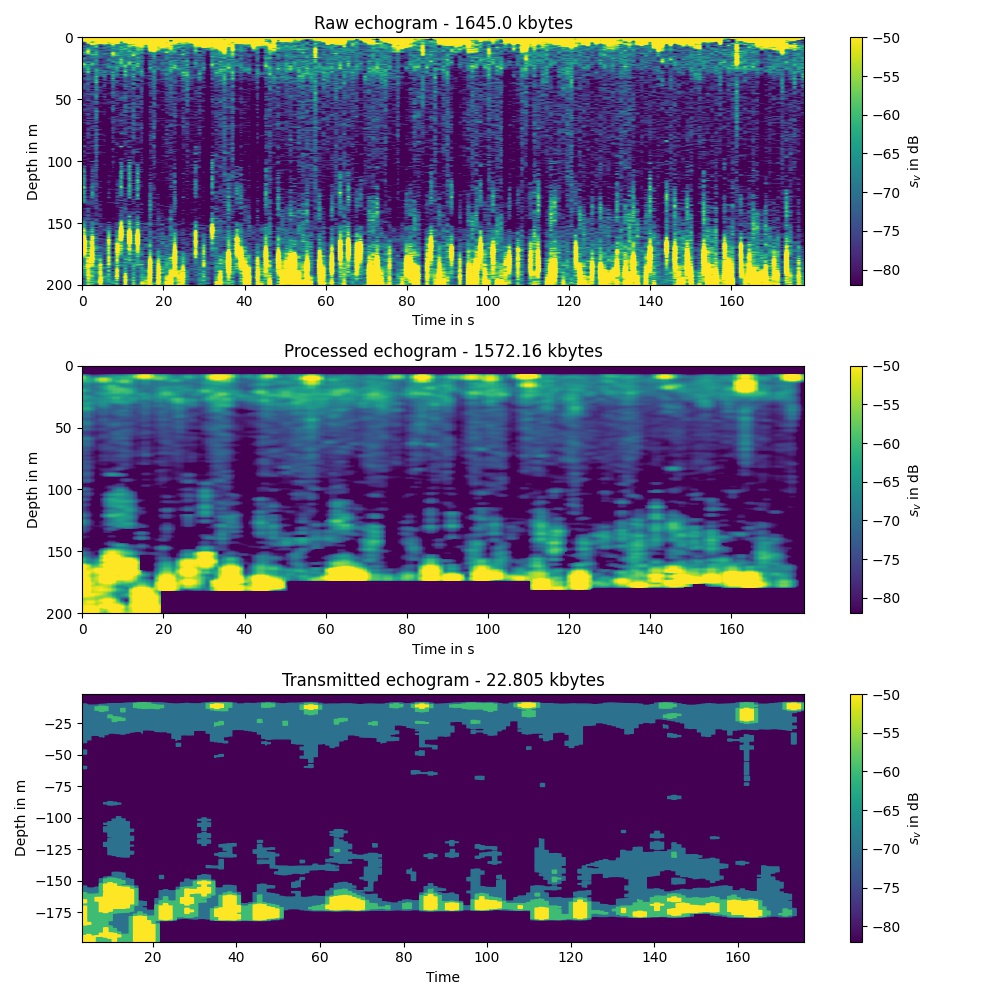 Raw echogram - 1645.0 kbytes
0
50
100
150
200
Depth in m
0 20 40 60 80 100 120 140 160
Time in s
−50
−55
−60
−65
−70
−75
−80
sv in dB
Processed echogram - 1572.16 kbytes
0
50
100
150
200
Depth in m
0 20 40 60 80 100 120 140 160
Time in s
−50
−55
−60
−65
−70
−75
−80
sv in dB
Transmitted echogram - 22.805 kbytes
−25
−50
−75
−100
−125
−150
−175
Depth in m
20 40 60 80 100 120 140 160
Time
−50
−55
−60
−65
−70
−75
−80
sv in dB